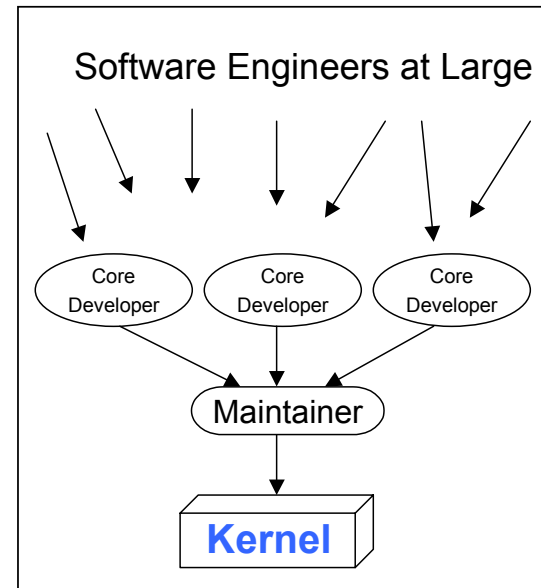 Software Engineers at Large
Core
Developer
Core
Developer
Core
Developer
Maintainer
Kernel